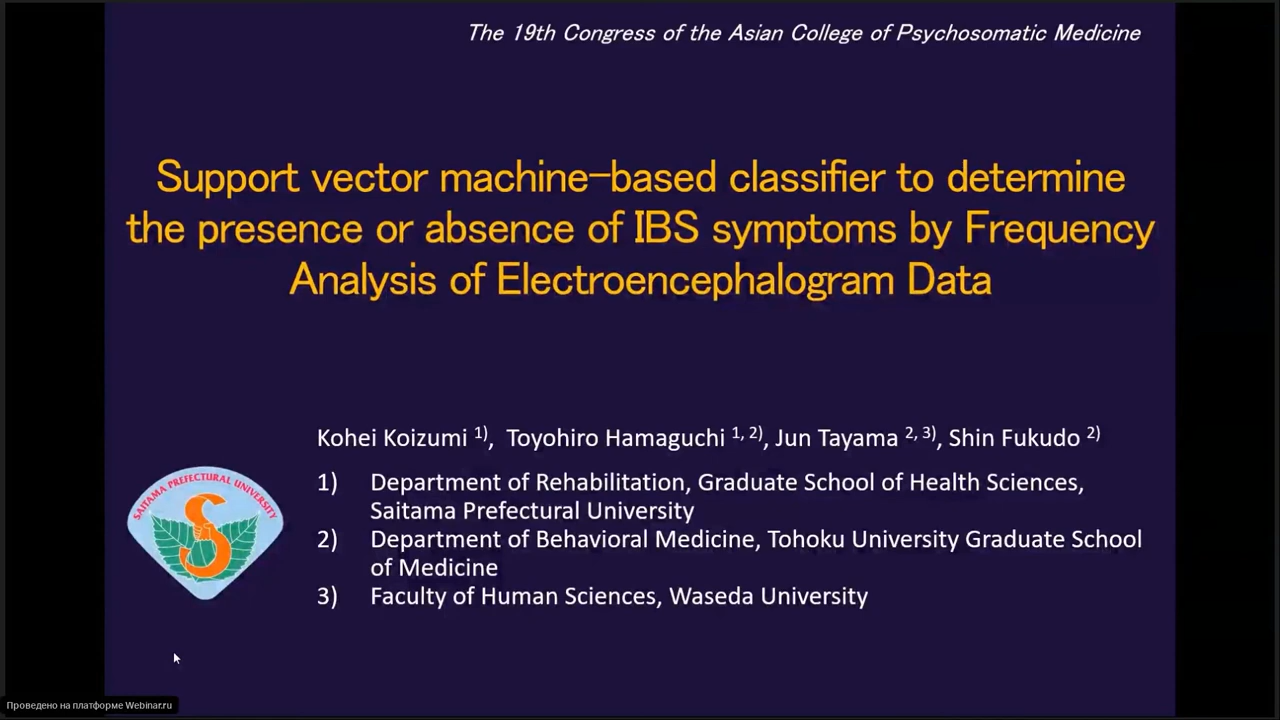 The 19th Congress of the Asian College of Psychosomatic Medicine
Support vector machine-based classifier to determine
the presence or absence of IBS symptoms by Frequency
Analysis of Electroencephalogram Data
Kohei Koizumi 1), Toyohiro Hamaguchi 1, 2), Jun Tayama 2, 3), Shin Fukudo 2)
1) Department of Rehabilitation, Graduate School of Health Sciences,
Saitama Prefectural University
2) Department of Behavioral Medicine, Tohoku University Graduate School
of Medicine
3) Faculty of Human Sciences, Waseda University
SAITAMA PREFECTURAL UNIVERSITY
Проведено на платформе Webinar.ru